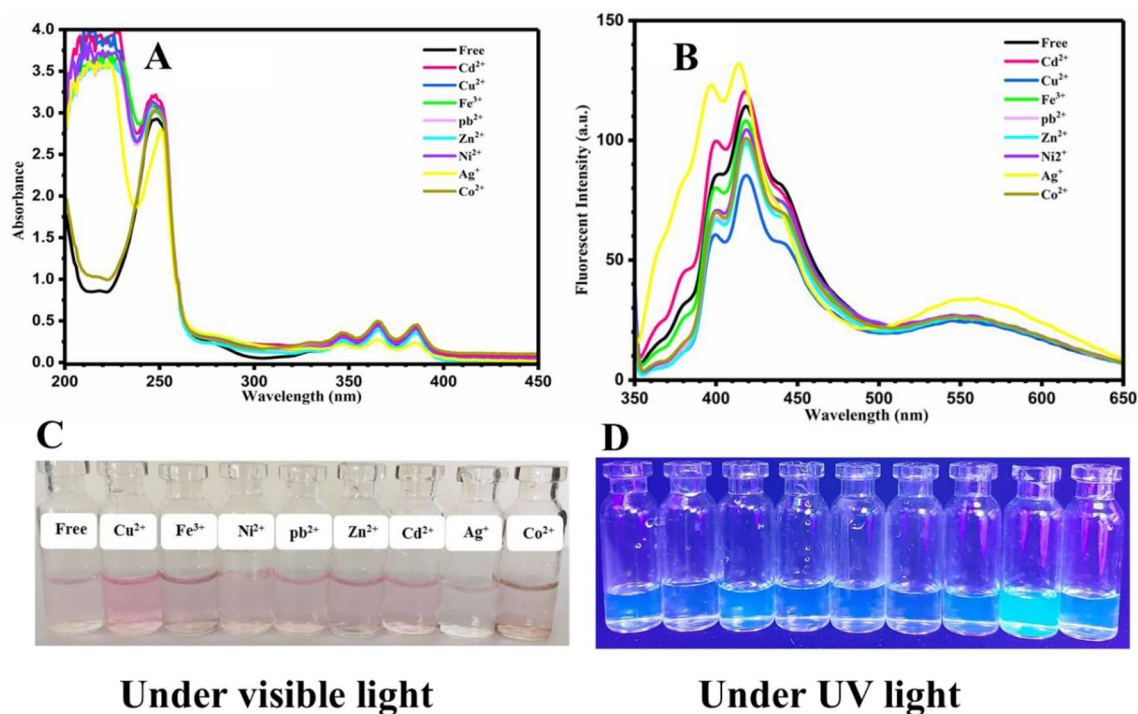 A
4.0
3.5
3.0
2.5
2.0
1.5
1.0
0.5
0.0
Absorbance
200 250 300 350 400 450
Wavelength (nm)
Free
Cd²⁺
Cu²⁺
Fe³⁺
pb²⁺
Zn²⁺
Ni²⁺
Ag⁺
Co²⁺
B
150
100
50
0
Fluorescent Intensity (a.u.)
350 400 450 500 550 600 650
Wavelength (nm)
Free
Cd²⁺
Cu²⁺
Fe³⁺
pb²⁺
Zn²⁺
Ni2⁺
Ag⁺
Co²⁺
C
Free Cu²⁺ Fe³⁺ Ni²⁺ pb²⁺ Zn²⁺ Cd²⁺ Ag⁺ Co²⁺
Under visible light
D
Under UV light